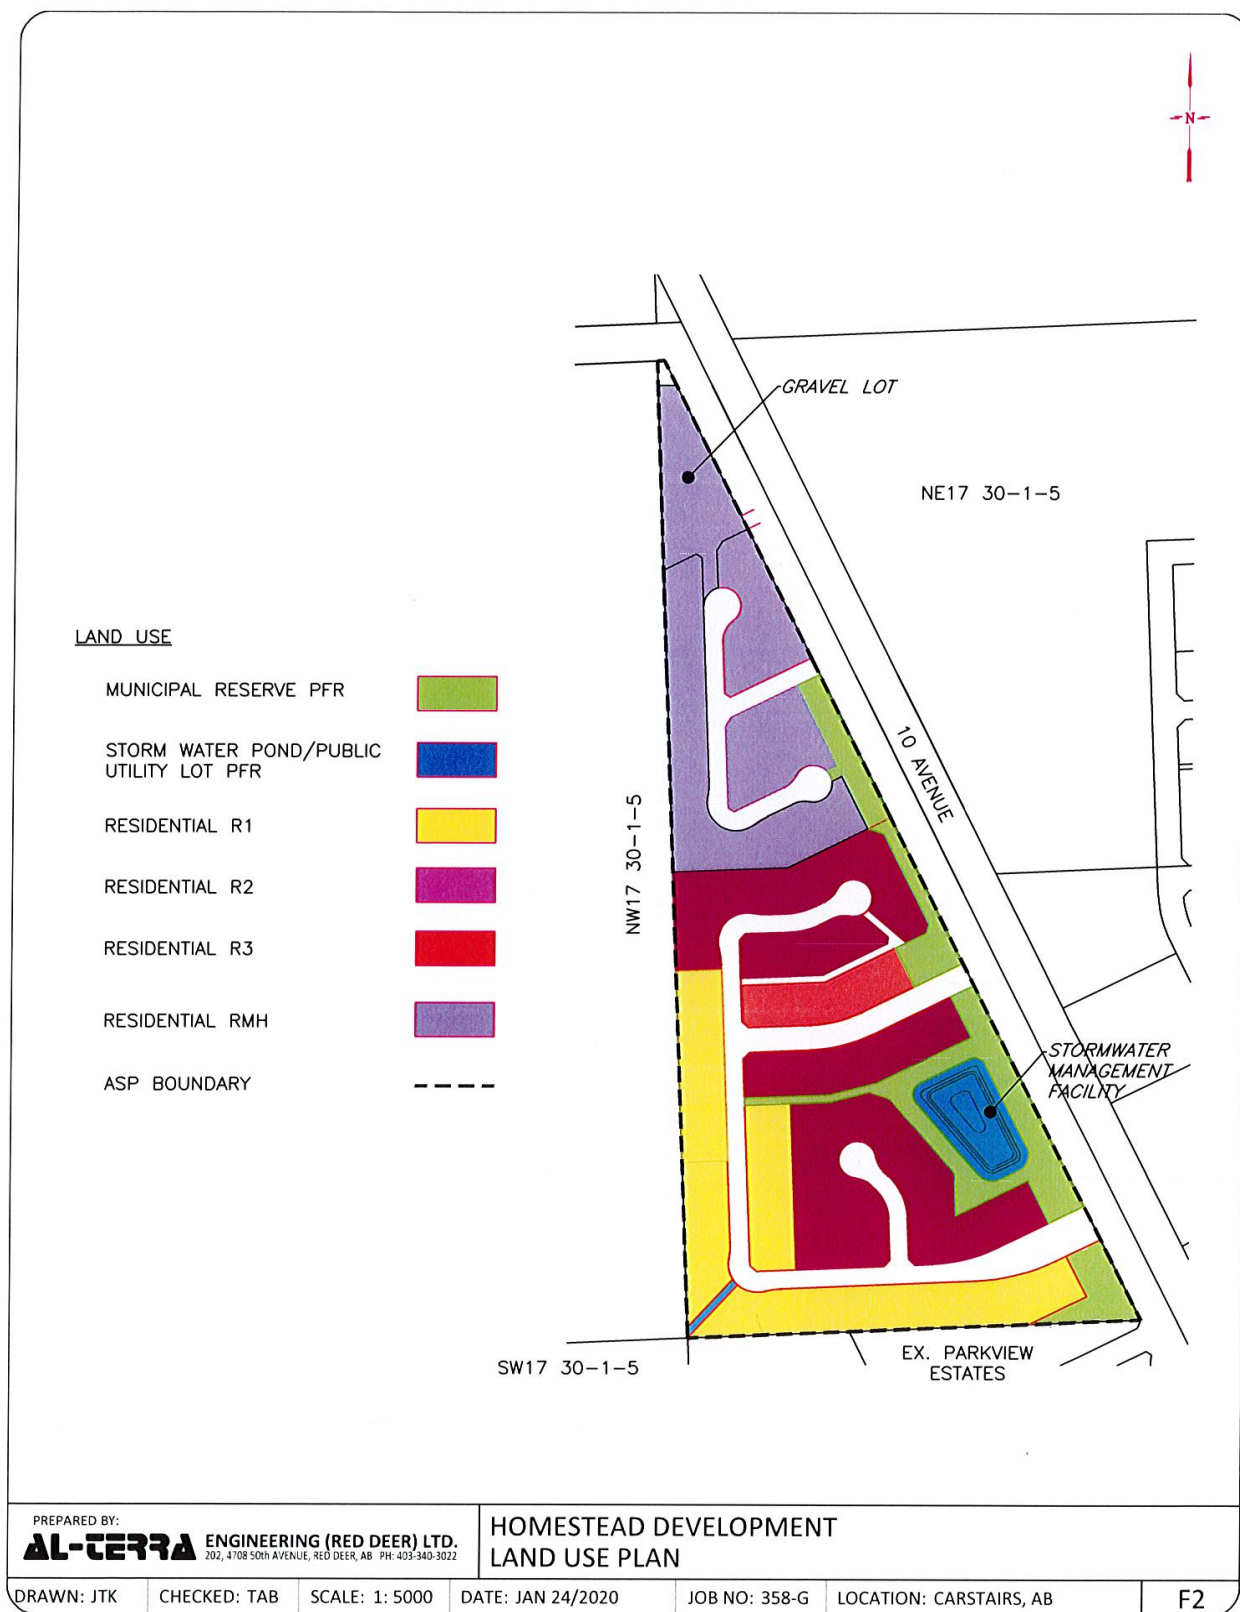 N
GRAVEL LOT
NE17 30-1-5
LAND USE
MUNICIPAL RESERVE PFR
STORM WATER POND/PUBLIC
UTILITY LOT PFR
RESIDENTIAL R1
RESIDENTIAL R2
RESIDENTIAL R3
RESIDENTIAL RMH
ASP BOUNDARY
NW17 30-1-5
10 AVENUE
STORMWATER
MANAGEMENT
FACILITY
SW17 30-1-5
EX. PARKVIEW
ESTATES
PREPARED BY:
AL-TERRA ENGINEERING (RED DEER) LTD.
202, 4708 50th AVENUE, RED DEER, AB PH: 403-340-3022
HOMESTEAD DEVELOPMENT
LAND USE PLAN
DRAWN: JTK CHECKED: TAB SCALE: 1: 5000 DATE: JAN 24/2020 JOB NO: 358-G LOCATION: CARSTAIRS, AB F2